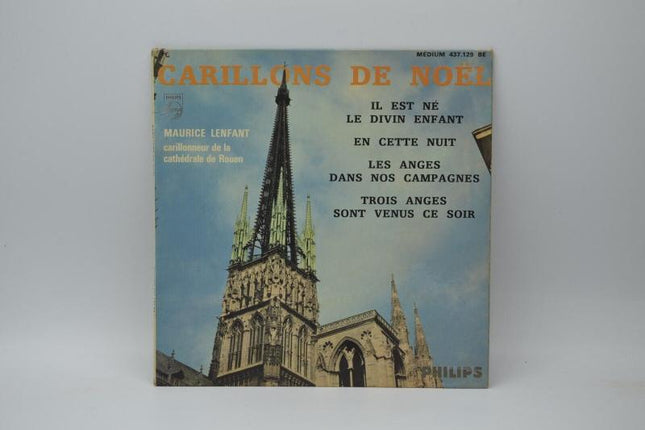 MEDIUM 437.129 BE
CARILLONS DE NOËL
PHILIPS
MAURICE LENFANT
carillonneur de la
cathédrale de Rouen
IL EST NÉ
LE DIVIN ENFANT
EN CETTE NUIT
LES ANGES
DANS NOS CAMPAGNES
TROIS ANGES
SONT VENUS CE SOIR
PHILIPS